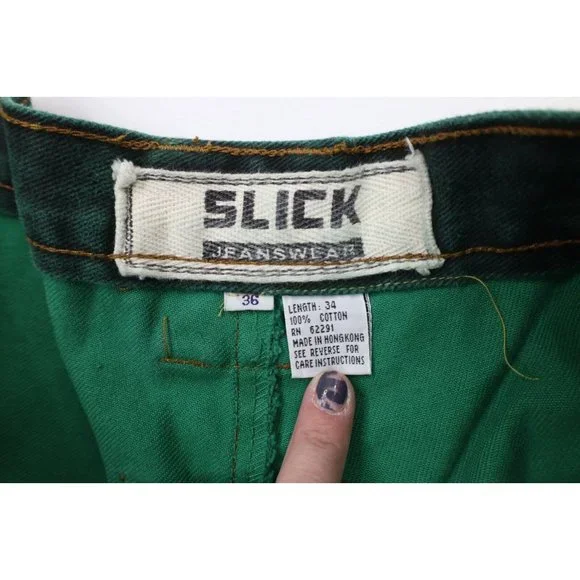 SLICK
JEANSWEAR
36
LENGTH: 34
100% COTTON
RN 62291
MADE IN HONGKONG
SEE REVERSE FOR
CARE INSTRUCTIONS